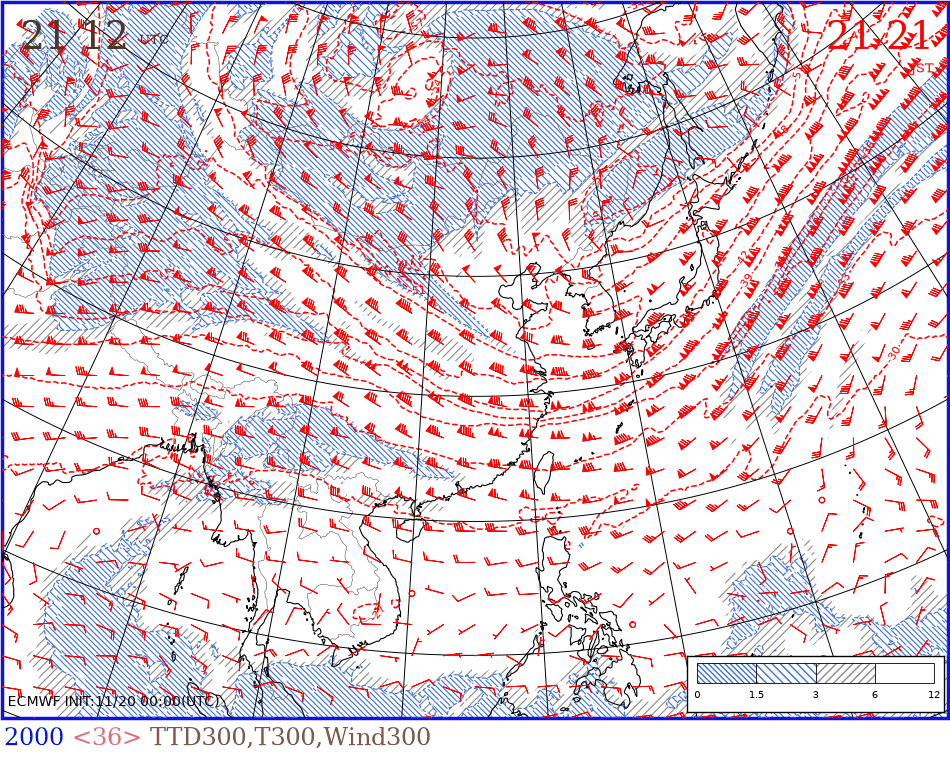 21 12 UTC
21 21 JST
-30
ECMWF INIT:11/20 00:00(UTC)
0 1.5 3 6 12
2000 <36> TTD300,T300,Wind300